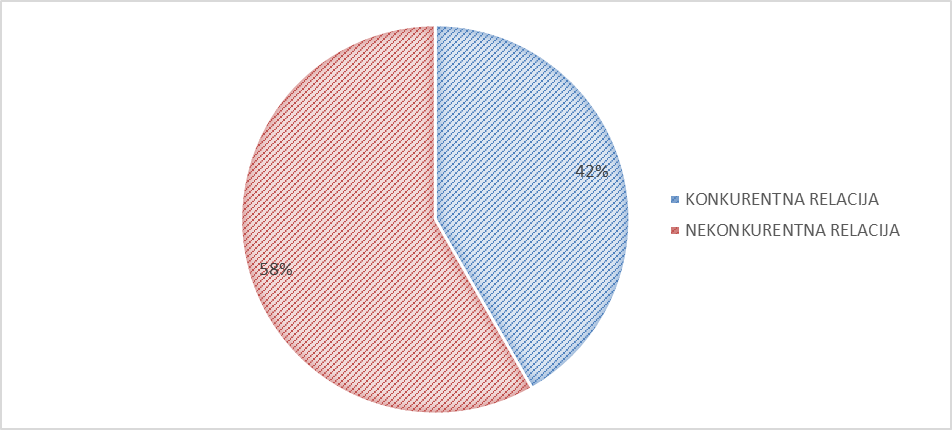 42%
58%
KONKURENTNA RELACIJA
NEKONKURENTNA RELACIJA